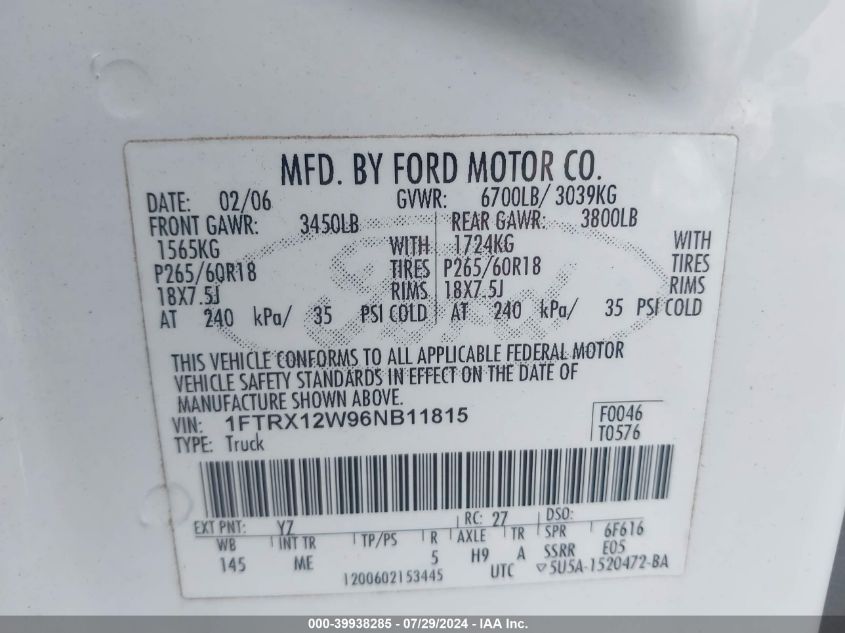 MFD. BY FORD MOTOR CO.
DATE: 02/06 GVWR: 6700LB/ 3039KG
FRONT GAWR: 3450LB REAR GAWR: 3800LB
1565KG WITH 1724KG WITH
P265/60R18 TIRES P265/60R18 TIRES
18X7.5J RIMS 18X7.5J RIMS
AT 240 kPa/ 35 PSI COLD AT 240 kPa/ 35 PSI COLD
THIS VEHICLE CONFORMS TO ALL APPLICABLE FEDERAL MOTOR
VEHICLE SAFETY STANDARDS IN EFFECT ON THE DATE OF
MANUFACTURE SHOWN ABOVE.
VIN: 1FTRX12W96NB11815 F0046
TYPE: Truck T0576
EXT PNT: YZ RC: 27 DSO:
WB INT TR TP/PS R AXLE TR SPR 6F616
145 ME 5 H9 A SSRR E05
1200602153445 UTC ▽5U5A-1520472-BA
000-39938285 - 07/29/2024 - IAA Inc.